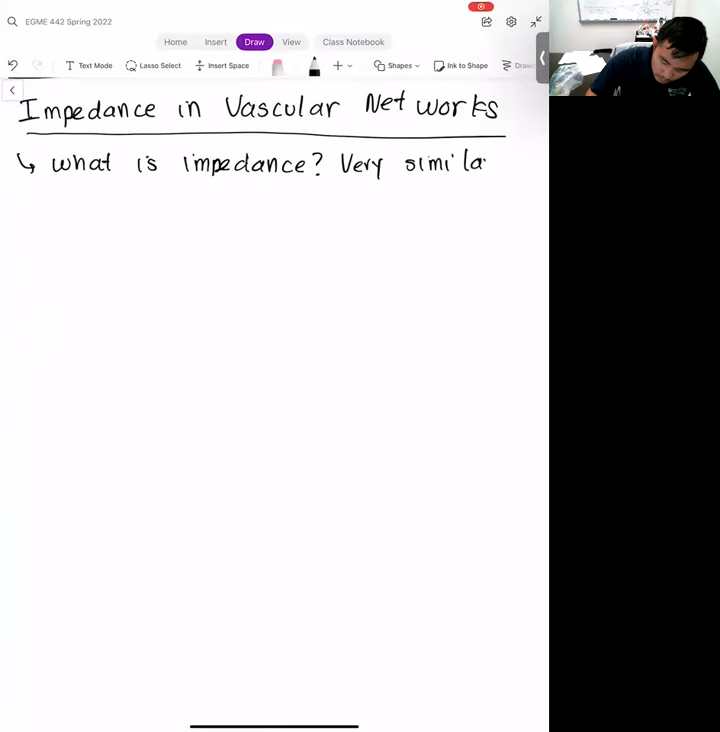 EGME 442 Spring 2022
Home Insert Draw View Class Notebook
Text Mode Lasso Select Insert Space Shapes Ink to Shape Draw
Impedance in Vascular Networks
↳ what is impedance? Very simila